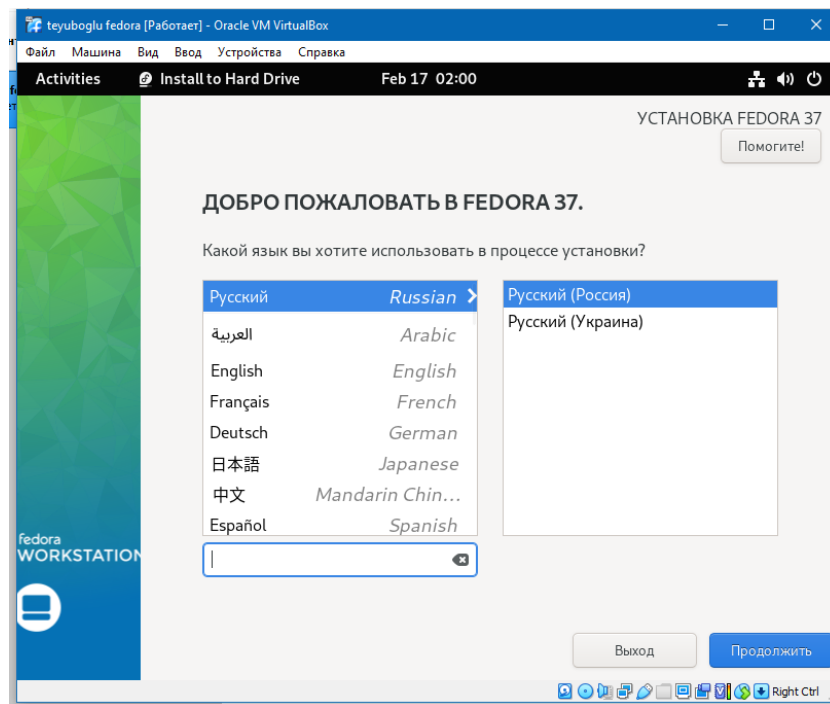 teyuboglu fedora [Работает] - Oracle VM VirtualBox
Файл Машина Вид Ввод Устройства Справка
Activities Install to Hard Drive Feb 17 02:00
УСТАНОВКА FEDORA 37
Помогите!
ДОБРО ПОЖАЛОВАТЬ В FEDORA 37.
Какой язык вы хотите использовать в процессе установки?
Русский Russian Русский (Россия)
العربية Arabic Русский (Украина)
English English
Français French
Deutsch German
日本語 Japanese
中文 Mandarin Chin...
Español Spanish
fedora
WORKSTATION
Выход Продолжить
Right Ctrl